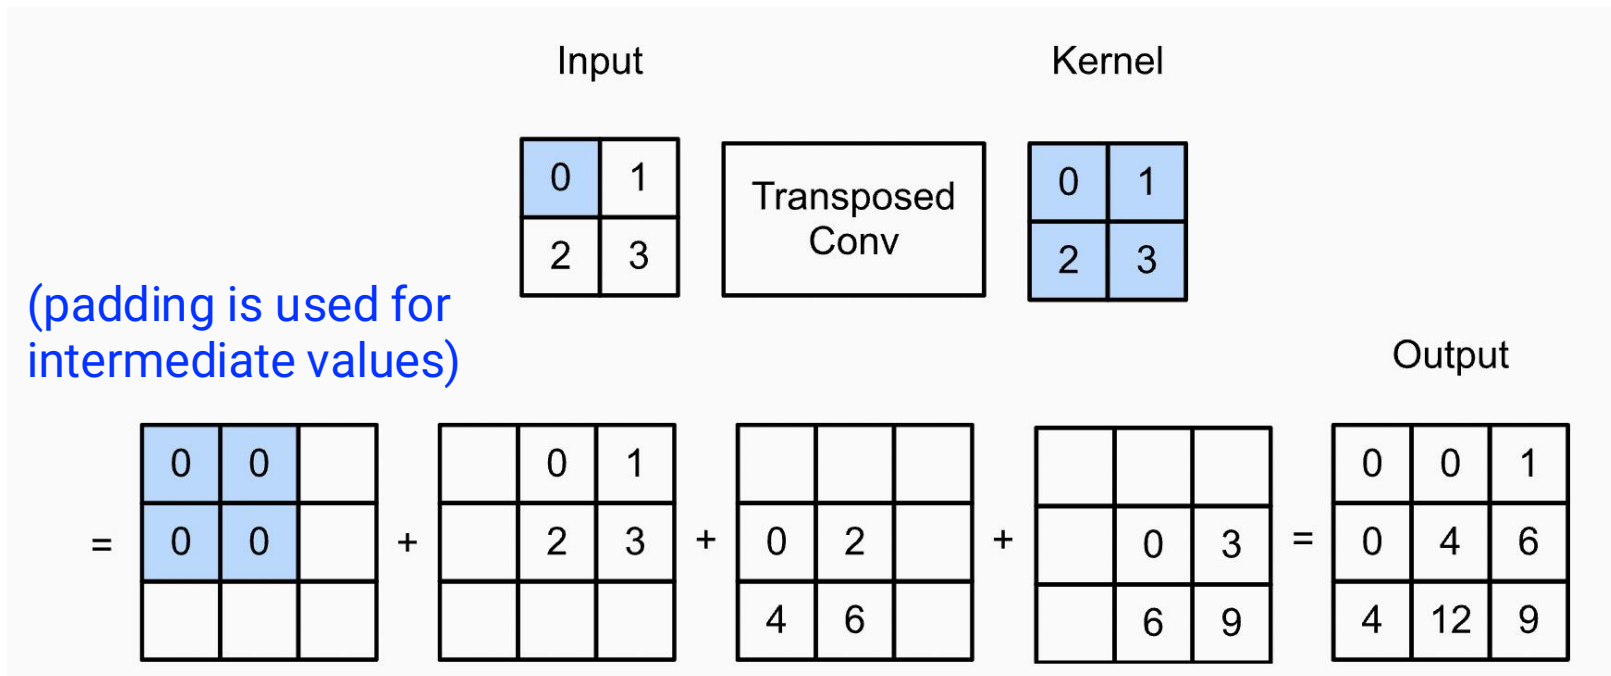 Input
Kernel
0 1
2 3
Transposed
Conv
0 1
2 3
(padding is used for
intermediate values)
Output
= 0 0 + 0 1 + + = 0 0 1
0 0 2 3 0 2 0 3 0 4 6
4 6 6 9 4 12 9